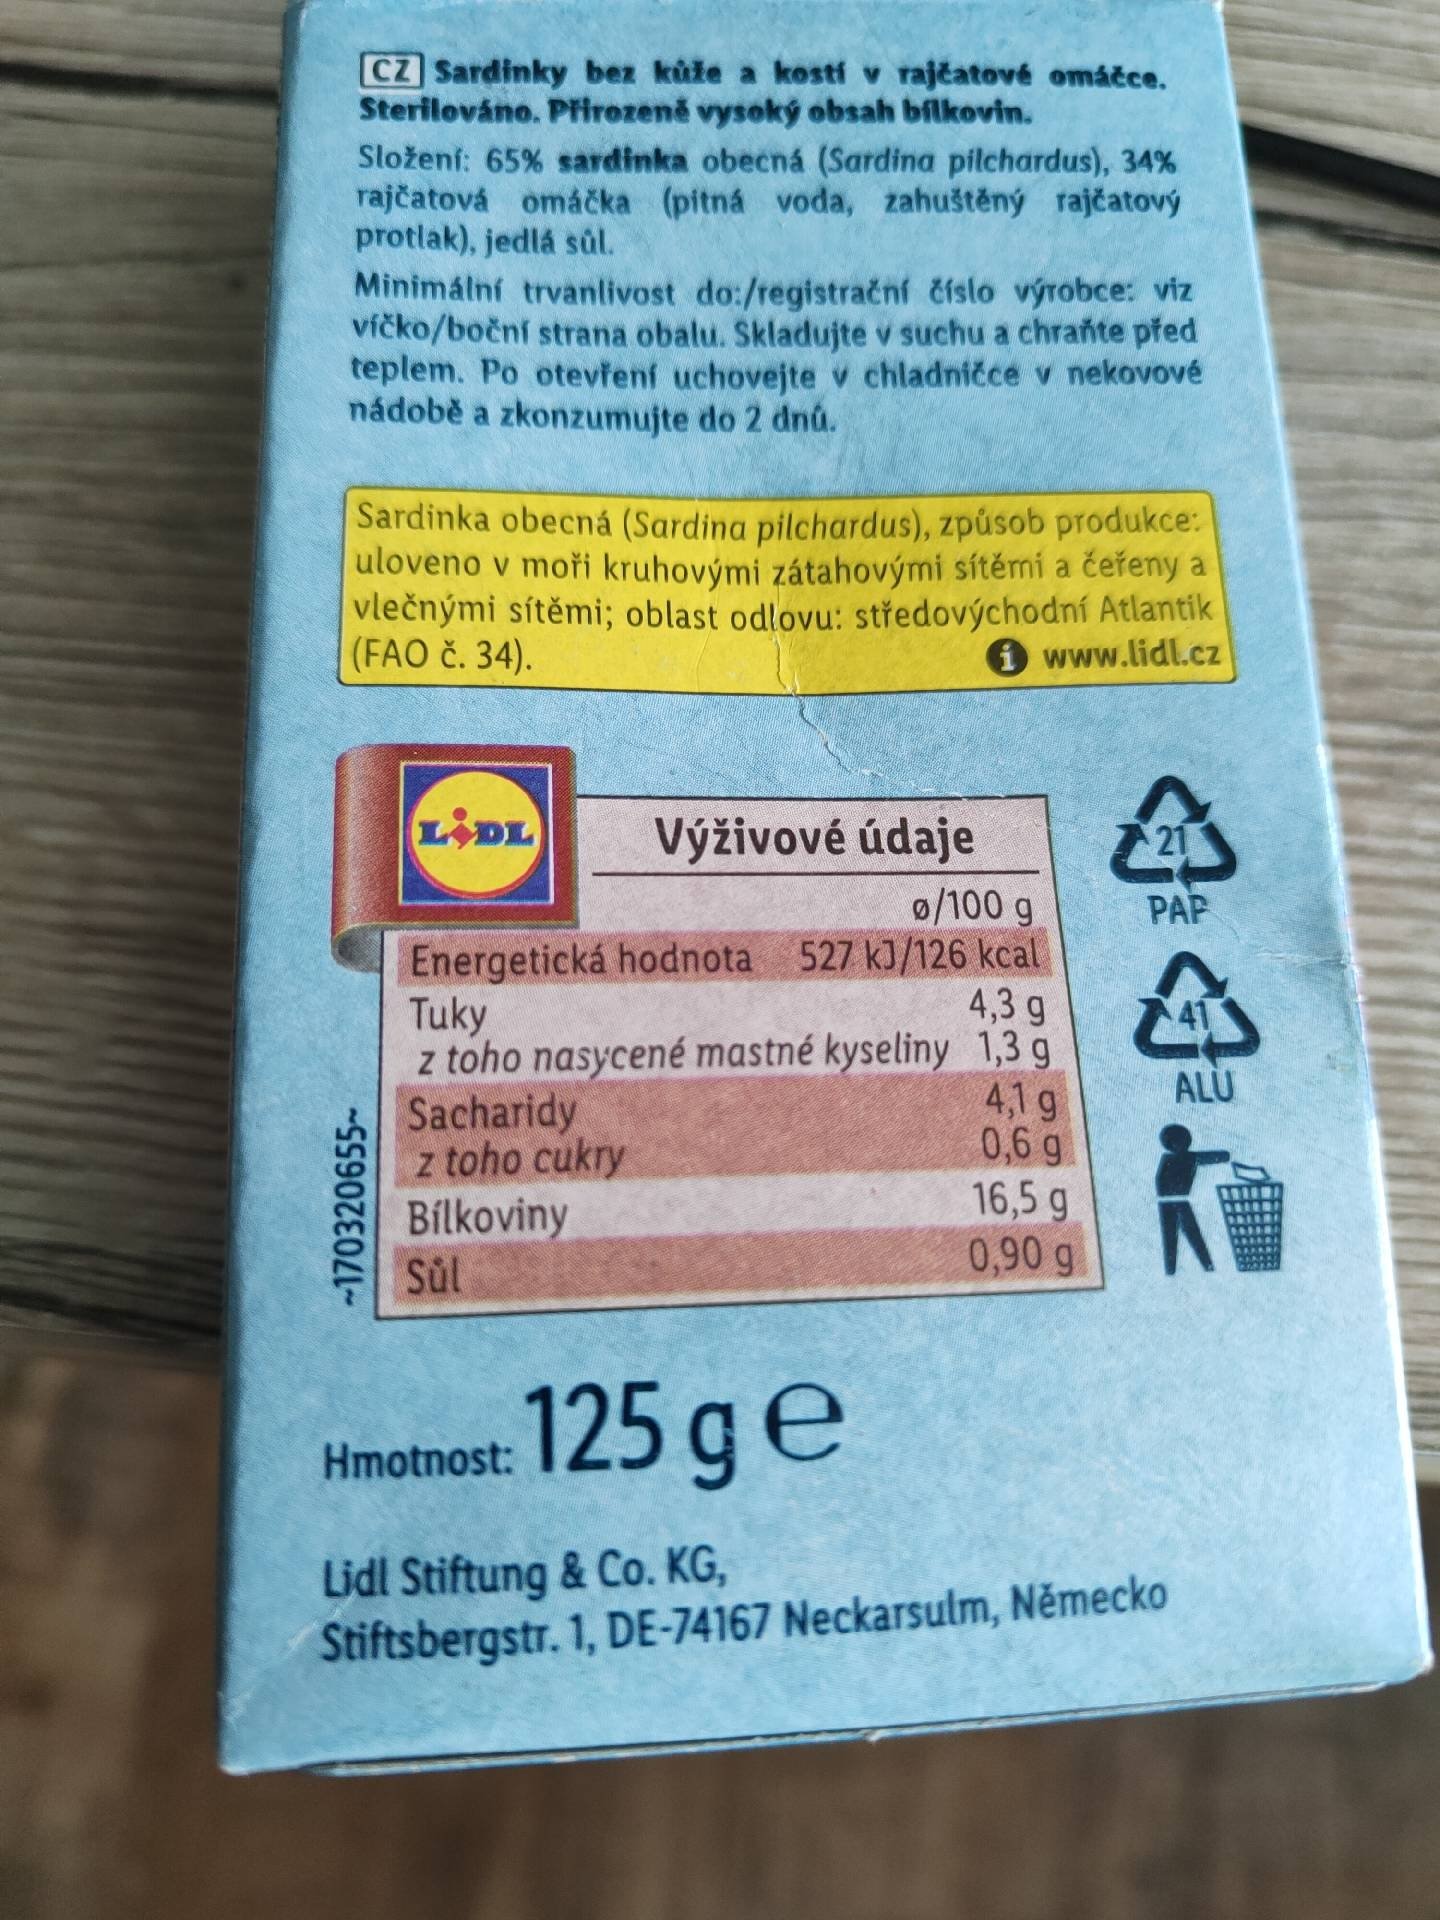 CZ Sardinky bez kůže a kostí v rajčatové omáčce.
Sterilováno. Přirozeně vysoký obsah bílkovin.
Složení: 65% sardinka obecná (Sardina pilchardus), 34%
rajčatová omáčka (pitná voda, zahuštěný rajčatový
protlak), jedlá sůl.
Minimální trvanlivost do:/registrační číslo výrobce: viz
víčko/boční strana obalu. Skladujte v suchu a chraňte před
teplem. Po otevření uchovejte v chladničce v nekovové
nádobě a zkonzumujte do 2 dnů.
Sardinka obecná (Sardina pilchardus), způsob produkce:
uloveno v moři kruhovými zátahovými sítěmi a čeřeny a
vlečnými sítěmi; oblast odlovu: středovýchodní Atlantik
(FAO č. 34).
i www.lidl.cz
LIDL
Výživové údaje
ø/100 g
Energetická hodnota 527 kJ/126 kcal
Tuky 4,3 g
z toho nasycené mastné kyseliny 1,3 g
Sacharidy 4,1 g
z toho cukry 0,6 g
Bílkoviny 16,5 g
Sůl 0,90 g
21
PAP
41
ALU
~170320655~
Hmotnost: 125 g e
Lidl Stiftung & Co. KG,
Stiftsbergstr. 1, DE-74167 Neckarsulm, Německo